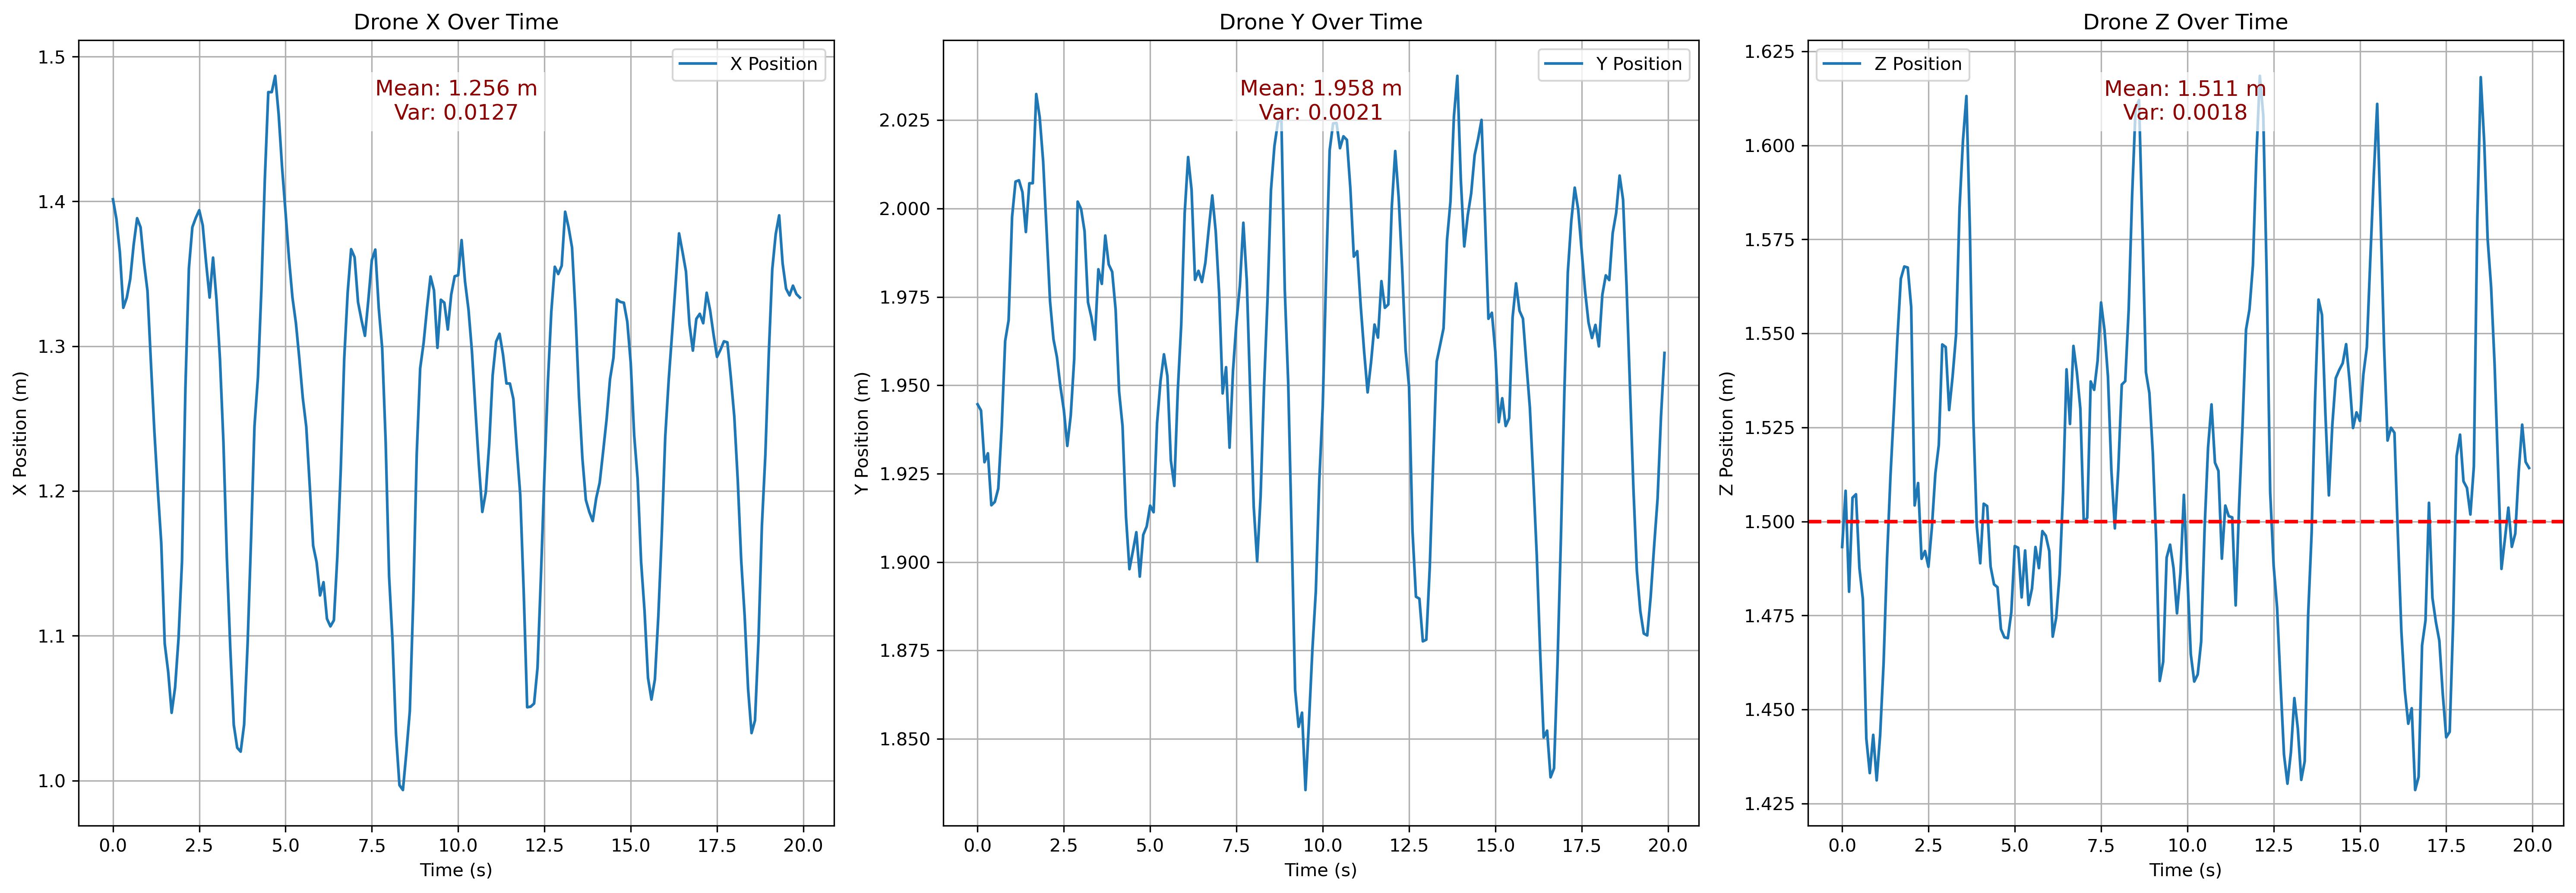 Drone X Over Time
X Position
Mean: 1.256 m
Var: 0.0127
1.5
1.4
1.3
1.2
1.1
1.0
X Position (m)
0.0 2.5 5.0 7.5 10.0 12.5 15.0 17.5 20.0
Time (s)
Drone Y Over Time
Y Position
Mean: 1.958 m
Var: 0.0021
2.025
2.000
1.975
1.950
1.925
1.900
1.875
1.850
Y Position (m)
0.0 2.5 5.0 7.5 10.0 12.5 15.0 17.5 20.0
Time (s)
Drone Z Over Time
Z Position
Mean: 1.511 m
Var: 0.0018
1.625
1.600
1.575
1.550
1.525
1.500
1.475
1.450
1.425
Z Position (m)
0.0 2.5 5.0 7.5 10.0 12.5 15.0 17.5 20.0
Time (s)